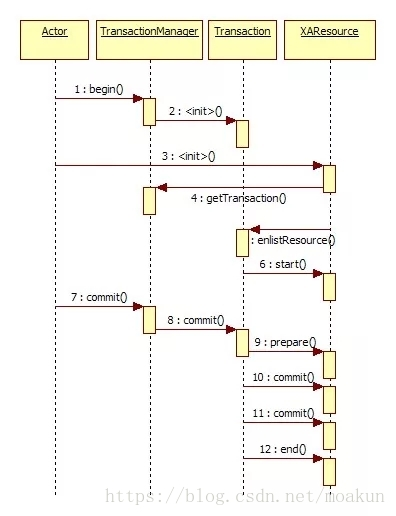 Actor TransactionManager Transaction XAResource
1 : begin()
2 : <init>()
3 : <init>()
4 : getTransaction()
: enlistResource()
6 : start()
7 : commit()
8 : commit()
9 : prepare()
10 : commit()
11 : commit()
12 : end()
https://blog.csdn.net/moakun